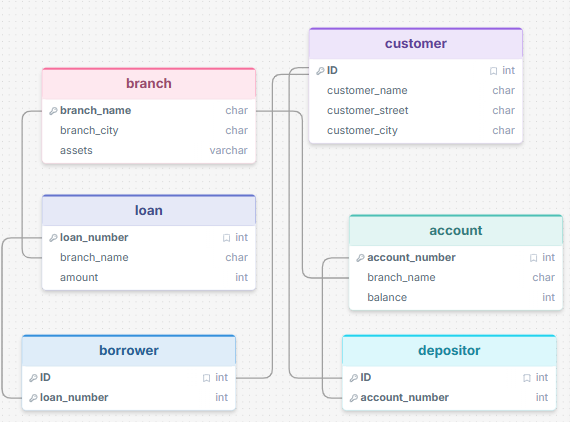 branch
branch_name char
branch_city char
assets varchar
customer
ID int
customer_name char
customer_street char
customer_city char
loan
loan_number int
branch_name char
amount int
account
account_number int
branch_name char
balance int
borrower
ID int
loan_number int
depositor
ID int
account_number int